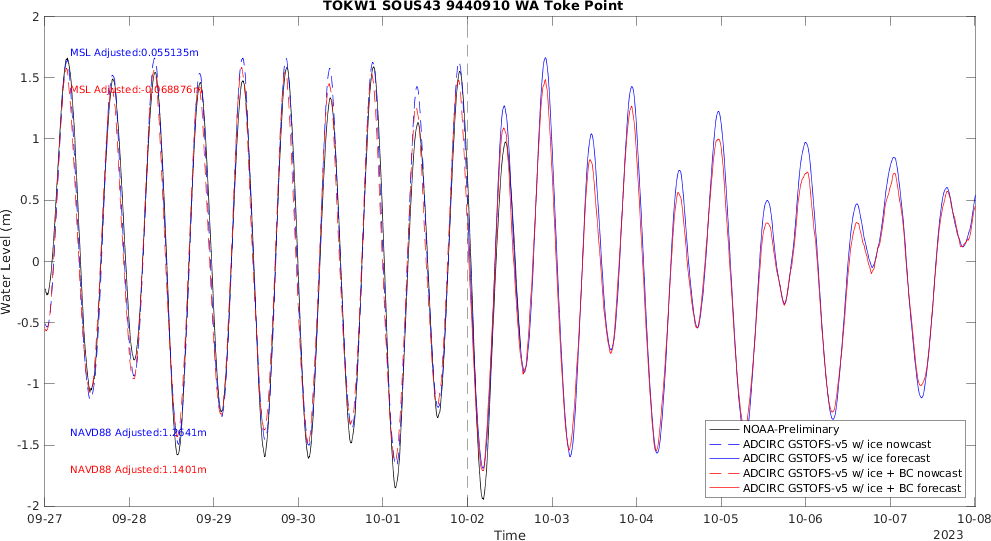 TOKW1 SOUS43 9440910 WA Toke Point
MSL Adjusted:0.055135m
MSL Adjusted:-0.068876m
NAVD88 Adjusted:1.2641m
NAVD88 Adjusted:1.1401m
Water Level (m)
2
1.5
1
0.5
0
-0.5
-1
-1.5
-2
NOAA-Preliminary
ADCIRC GSTOFS-v5 w/ ice nowcast
ADCIRC GSTOFS-v5 w/ ice forecast
ADCIRC GSTOFS-v5 w/ ice + BC nowcast
ADCIRC GSTOFS-v5 w/ ice + BC forecast
09-27 09-28 09-29 09-30 10-01 10-02 10-03 10-04 10-05 10-06 10-07 10-08
Time
2023